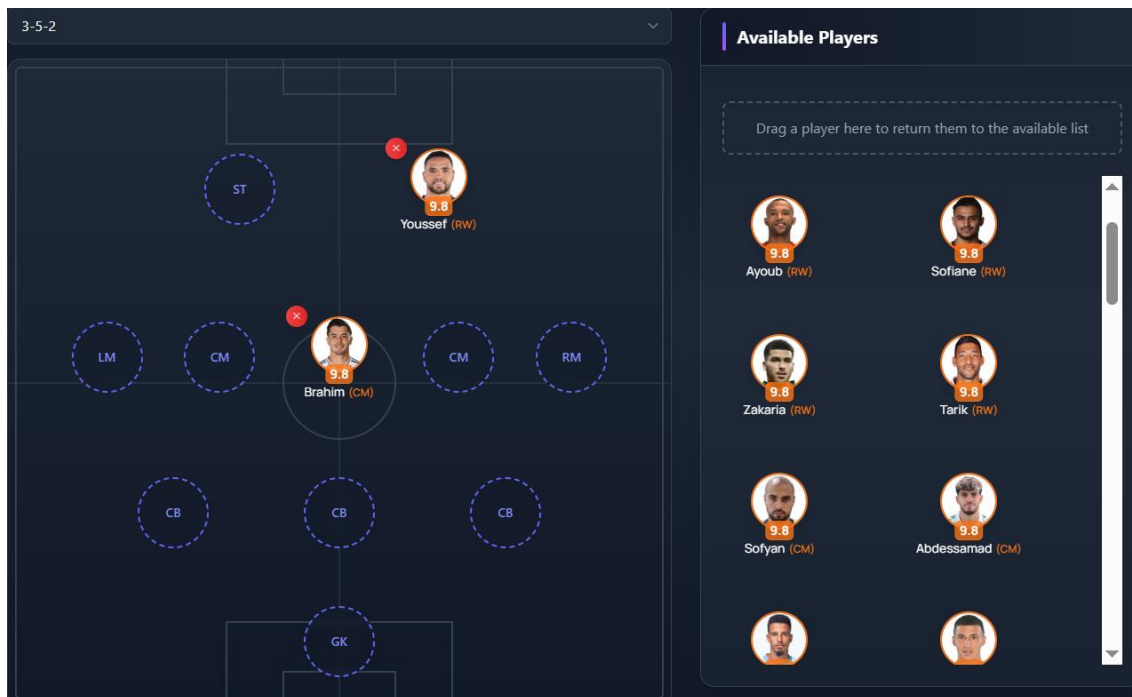 3-5-2
ST
9.8
Youssef (RW)
LM
CM
9.8
Brahim (CM)
CM
RM
CB
CB
CB
GK
Available Players
Drag a player here to return them to the available list
9.8
Ayoub (RW)
9.8
Sofiane (RW)
9.8
Zakaria (RW)
9.8
Tarik (RW)
9.8
Sofyan (CM)
9.8
Abdessamad (CM)